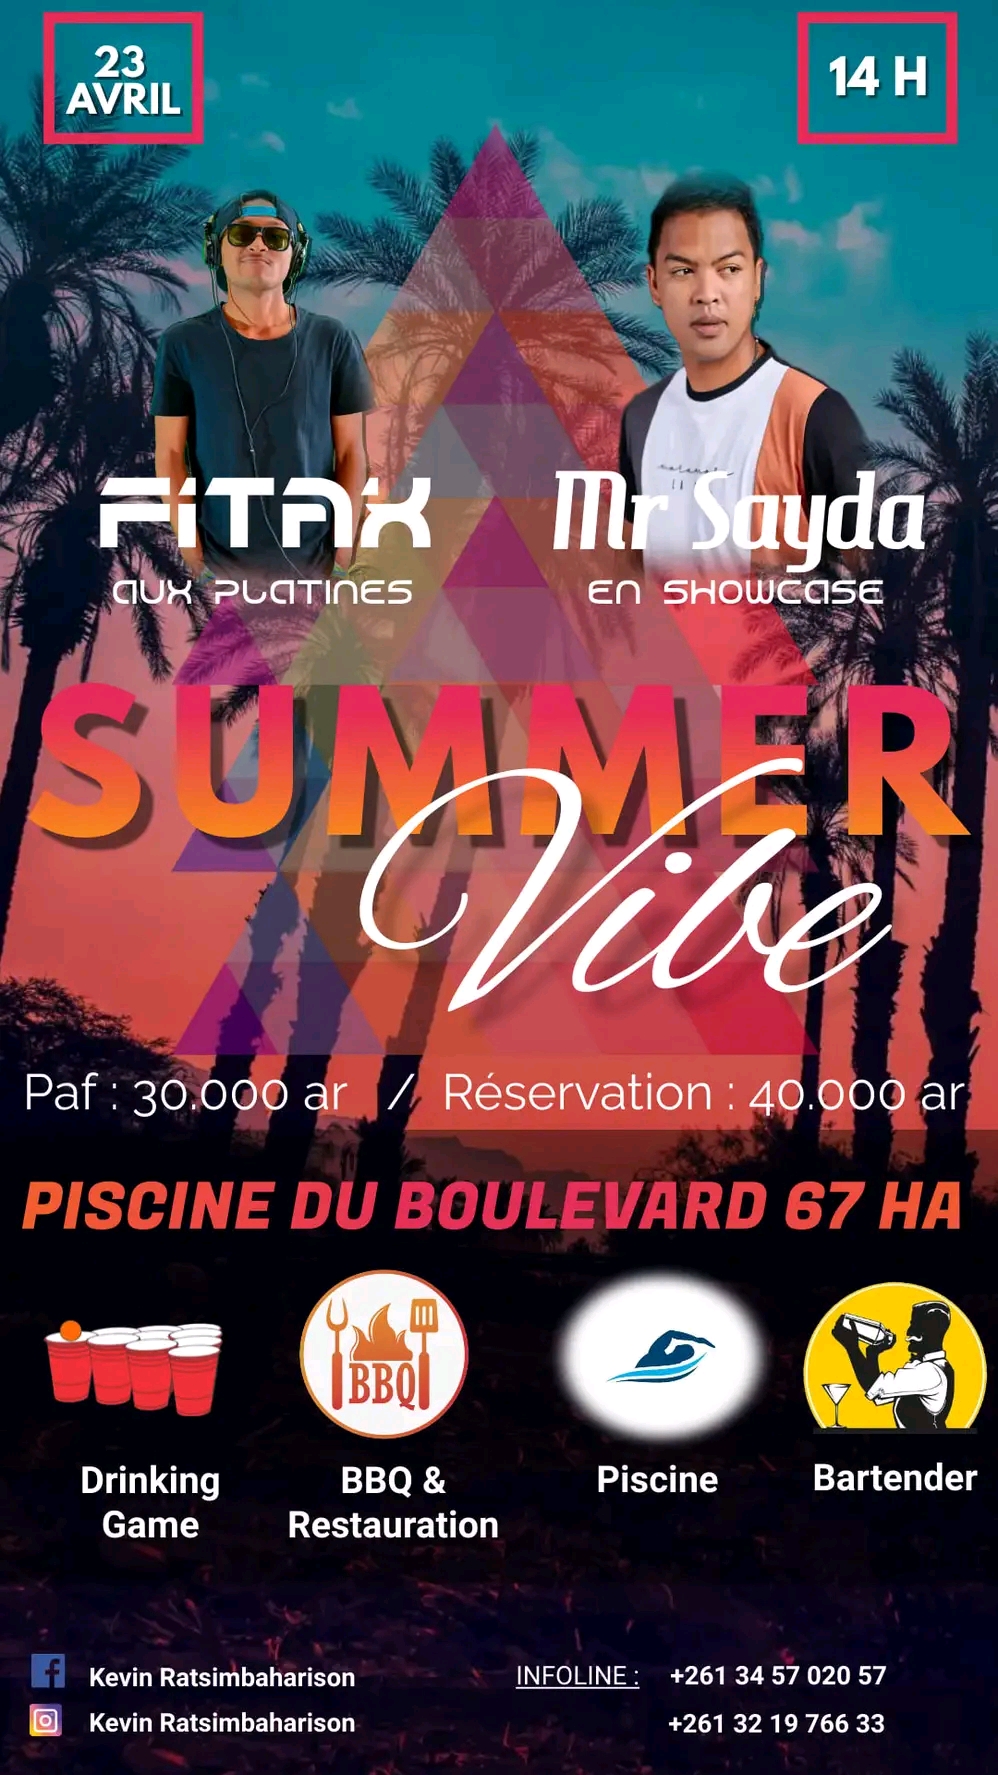 23
AVRIL
14 H
FiTAX
AUX PLATINES
Mr Sayda
EN SHOWCASE
SUMMER
Vibe
Paf : 30.000 ar / Réservation : 40.000 ar
PISCINE DU BOULEVARD 67 HA
BBQ
Drinking
Game
BBQ &
Restauration
Piscine
Bartender
Kevin Ratsimbaharison
Kevin Ratsimbaharison
INFOLINE : +261 34 57 020 57
+261 32 19 766 33